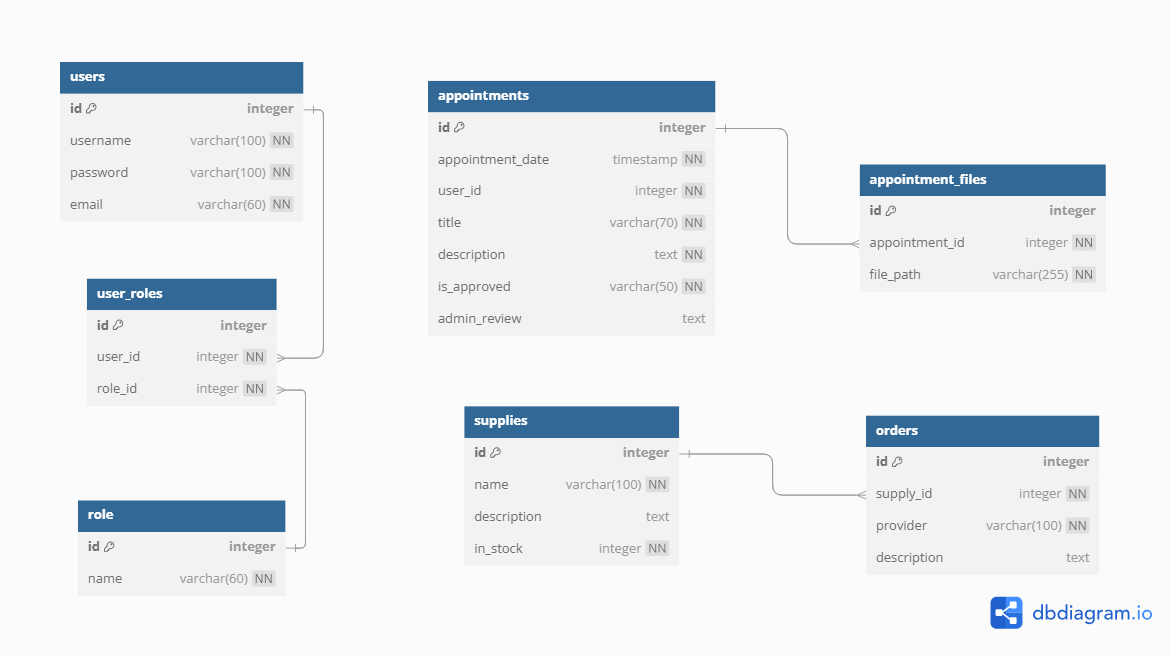 users
id integer
username varchar(100) NN
password varchar(100) NN
email varchar(60) NN
user_roles
id integer
user_id integer NN
role_id integer NN
role
id integer
name varchar(60) NN
appointments
id integer
appointment_date timestamp NN
user_id integer NN
title varchar(70) NN
description text NN
is_approved varchar(50) NN
admin_review text
supplies
id integer
name varchar(100) NN
description text
in_stock integer NN
appointment_files
id integer
appointment_id integer NN
file_path varchar(255) NN
orders
id integer
supply_id integer NN
provider varchar(100) NN
description text
dbdiagram.io